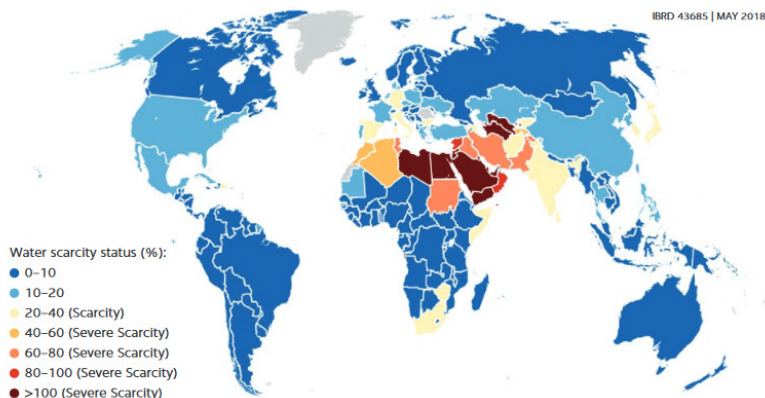 IBRD 43685 | MAY 2018
Water scarcity status (%):
0–10
10–20
20–40 (Scarcity)
40–60 (Severe Scarcity)
60–80 (Severe Scarcity)
80–100 (Severe Scarcity)
>100 (Severe Scarcity)